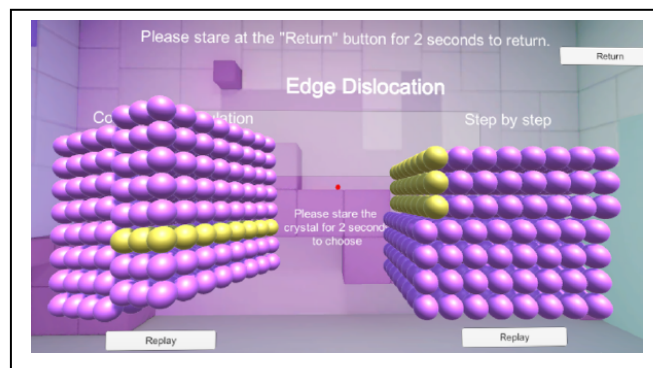 Please stare at the "Return" button for 2 seconds to return.
Return
Edge Dislocation
Step by step
Please stare the
crystal for 2 second
to choose
Replay
Replay